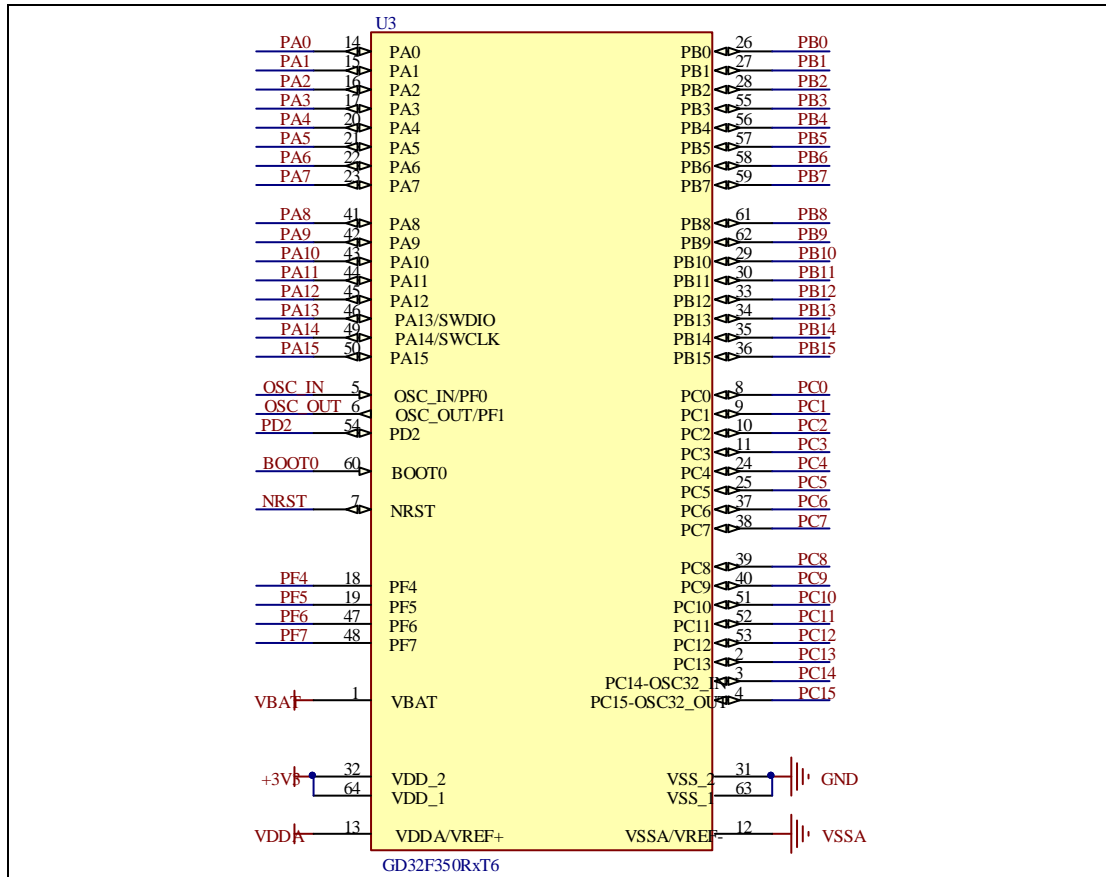 U3
PA0 14 PA0 PB0 26 PB0
PA1 15 PA1 PB1 27 PB1
PA2 16 PA2 PB2 28 PB2
PA3 17 PA3 PB3 55 PB3
PA4 20 PA4 PB4 56 PB4
PA5 21 PA5 PB5 57 PB5
PA6 22 PA6 PB6 58 PB6
PA7 23 PA7 PB7 59 PB7
PA8 41 PA8 PB8 61 PB8
PA9 42 PA9 PB9 62 PB9
PA10 43 PA10 PB10 29 PB10
PA11 44 PA11 PB11 30 PB11
PA12 45 PA12 PB12 33 PB12
PA13 46 PA13/SWDIO PB13 34 PB13
PA14 49 PA14/SWCLK PB14 35 PB14
PA15 50 PA15 PB15 36 PB15
OSC_IN 5 OSC_IN/PF0 PC0 8 PC0
OSC_OUT 6 OSC_OUT/PF1 PC1 9 PC1
PD2 54 PD2 PC2 10 PC2
PC3 11 PC3
BOOT0 60 BOOT0 PC4 24 PC4
PC5 25 PC5
NRST 7 NRST PC6 37 PC6
PC7 38 PC7
PC8 39 PC8
PF4 18 PF4 PC9 40 PC9
PF5 19 PF5 PC10 51 PC10
PF6 47 PF6 PC11 52 PC11
PF7 48 PF7 PC12 53 PC12
PC13 2 PC13
PC14-OSC32_IN 3 PC14
VBAT 1 VBAT PC15-OSC32_OUT 4 PC15
+3V3 32 VDD_2 VSS_2 31 GND
64 VDD_1 VSS_1 63
VDDA 13 VDDA/VREF+ VSSA/VREF- 12 VSSA
GD32F350RxT6